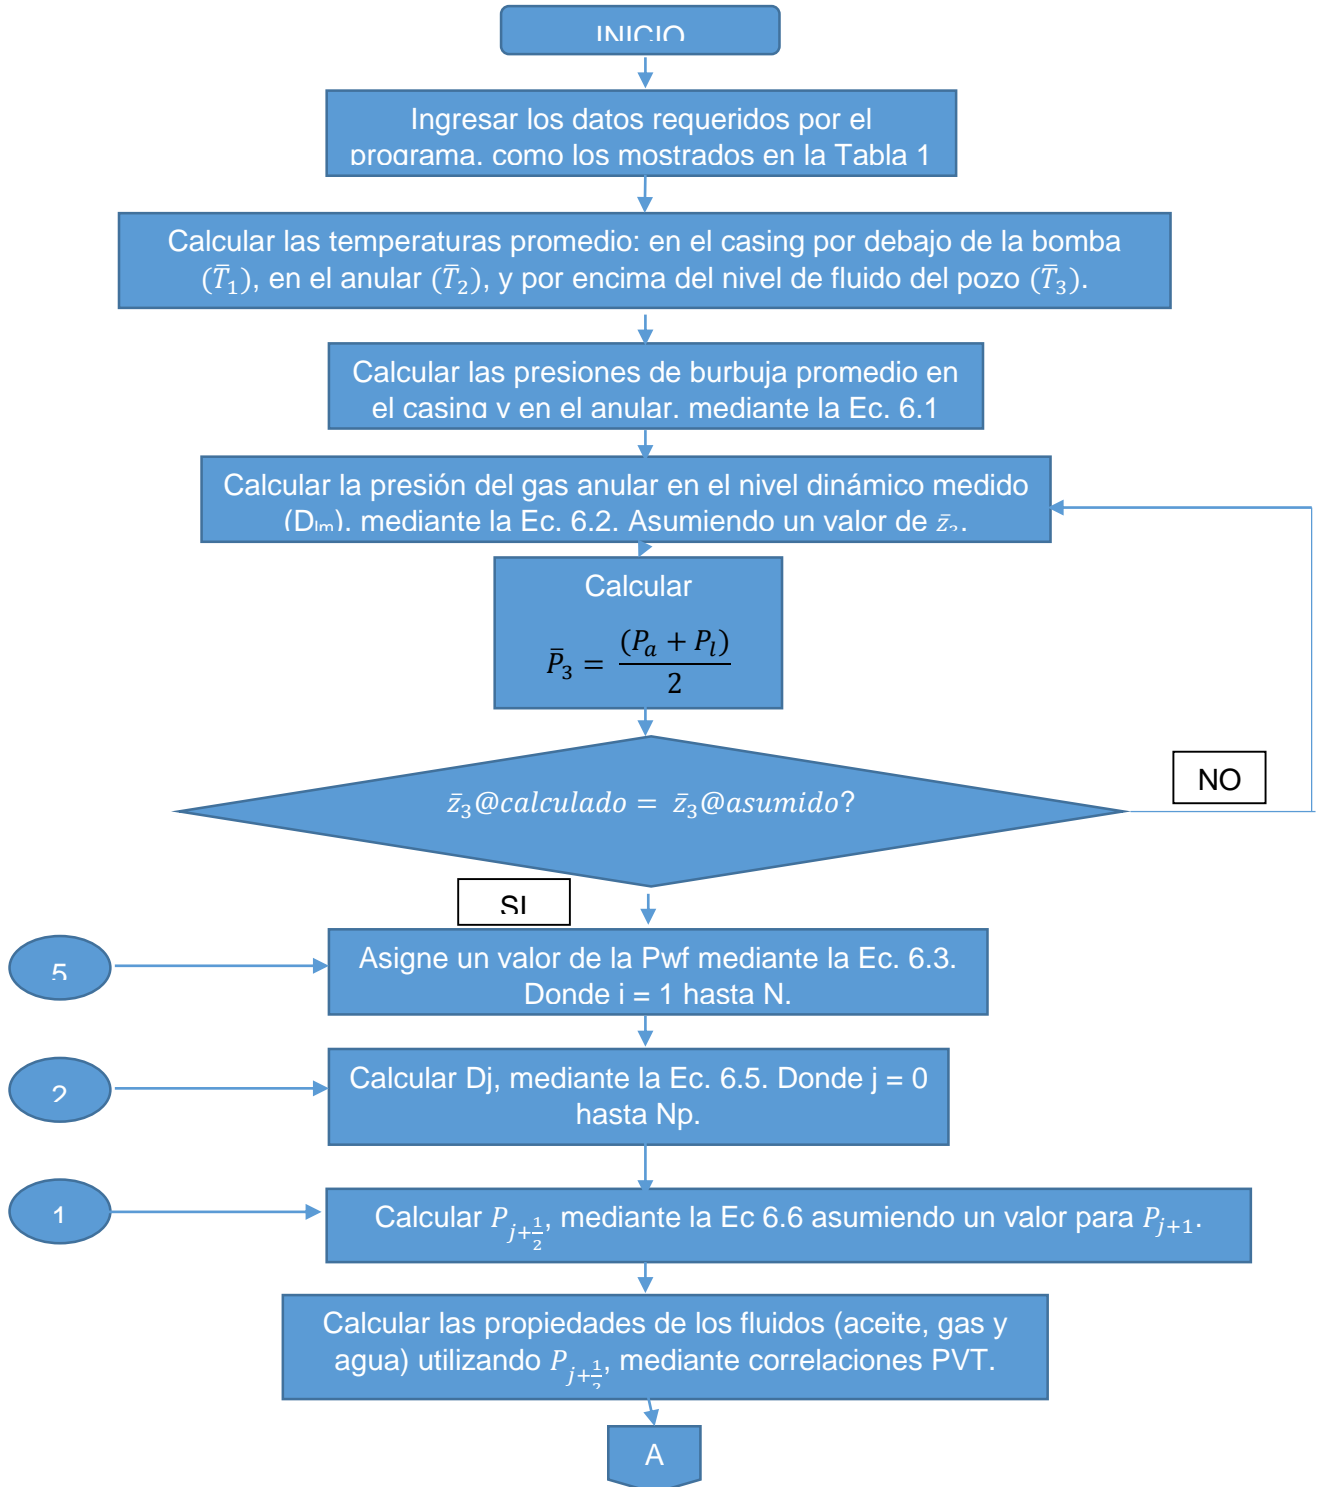 INICIO
Ingresar los datos requeridos por el
programa, como los mostrados en la Tabla 1
Calcular las temperaturas promedio: en el casing por debajo de la bomba
(T̄₁), en el anular (T̄₂), y por encima del nivel de fluido del pozo (T̄₃).
Calcular las presiones de burbuja promedio en
el casing y en el anular, mediante la Ec. 6.1
Calcular la presión del gas anular en el nivel dinámico medido
(Dlm), mediante la Ec. 6.2. Asumiendo un valor de z̄₃.
Calcular
P̄₃ = (Pₐ + Pₗ) / 2
z̄₃@calculado = z̄₃@asumido?
NO
SI
5
Asigne un valor de la Pwf mediante la Ec. 6.3.
Donde i = 1 hasta N.
2
Calcular Dj, mediante la Ec. 6.5. Donde j = 0
hasta Np.
1
Calcular P_{j+1/2}, mediante la Ec 6.6 asumiendo un valor para P_{j+1}.
Calcular las propiedades de los fluidos (aceite, gas y
agua) utilizando P_{j+1/2}, mediante correlaciones PVT.
A